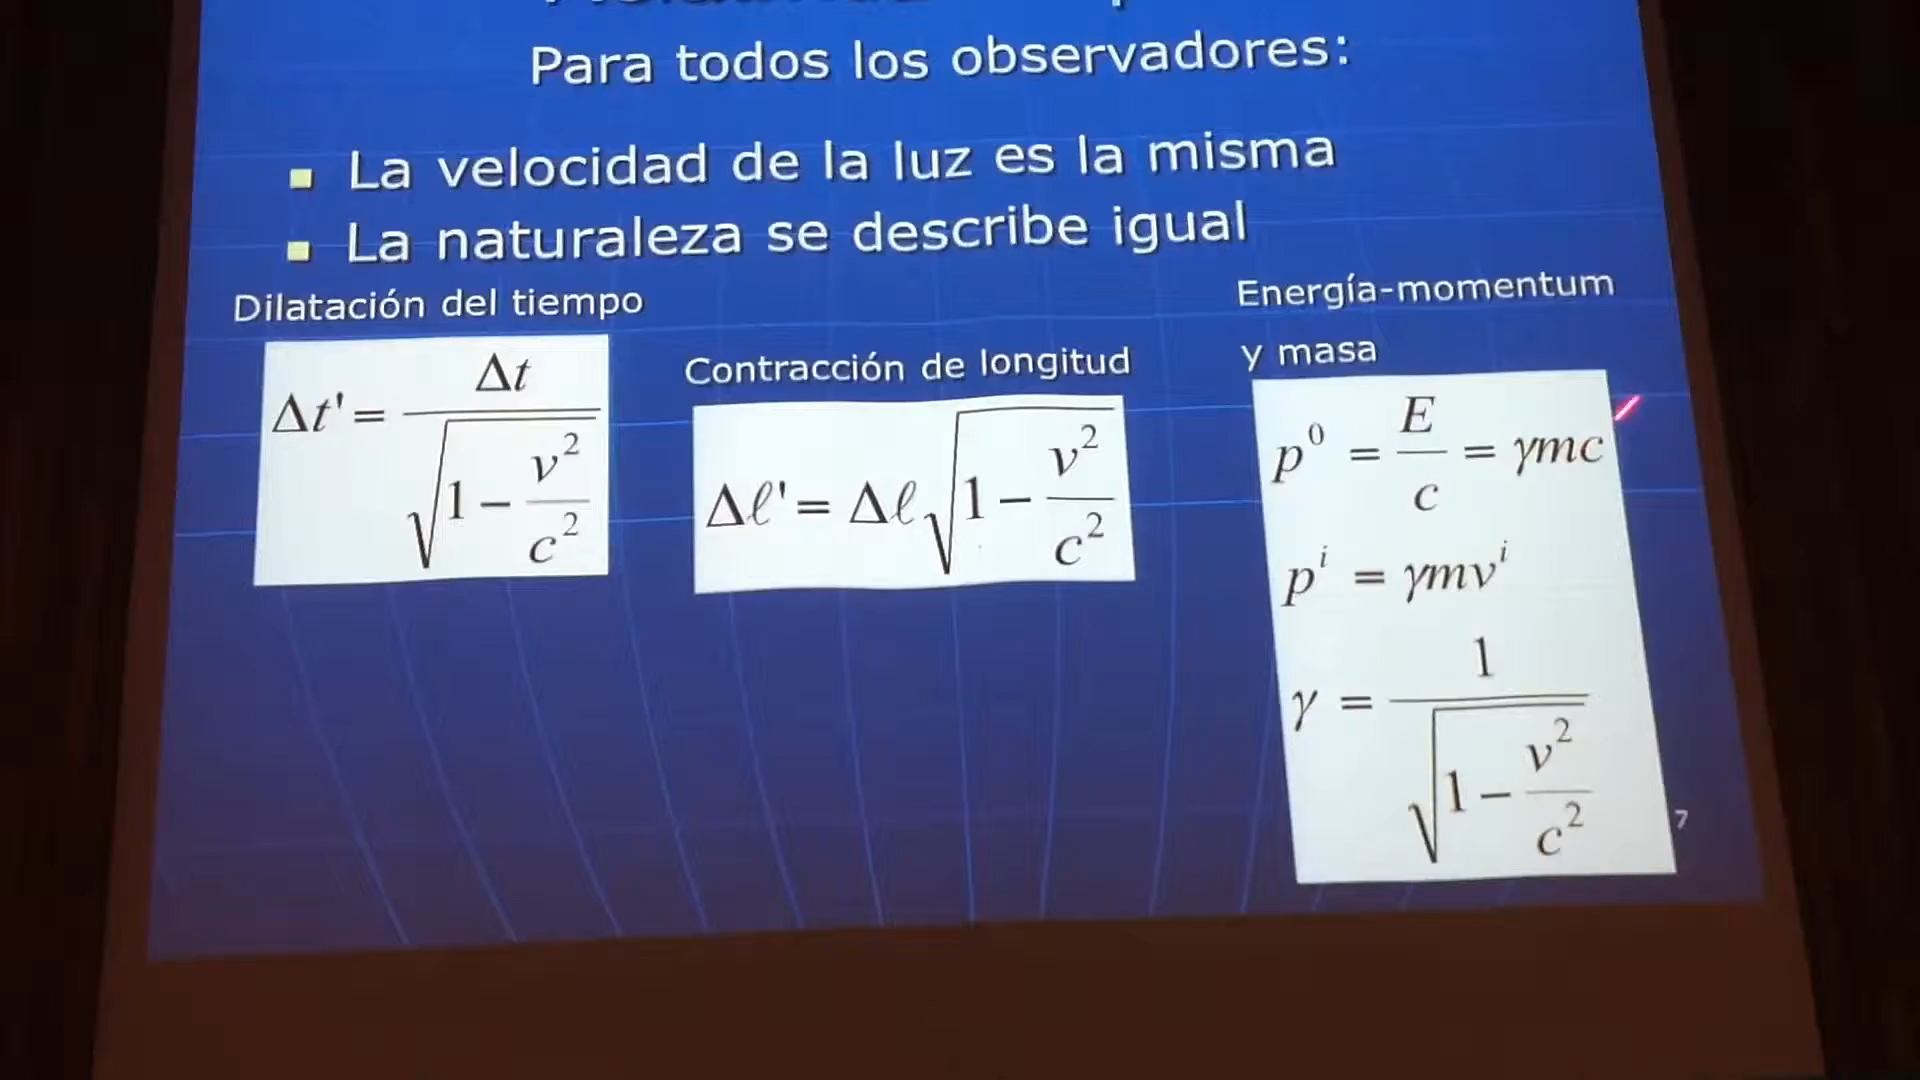 Para todos los observadores:
La velocidad de la luz es la misma
La naturaleza se describe igual
Dilatación del tiempo
Δt' = Δt / √(1 − v²/c²)
Contracción de longitud
Δℓ' = Δℓ √(1 − v²/c²)
Energía-momentum
y masa
p⁰ = E/c = γmc
pⁱ = γmvⁱ
γ = 1 / √(1 − v²/c²)
7